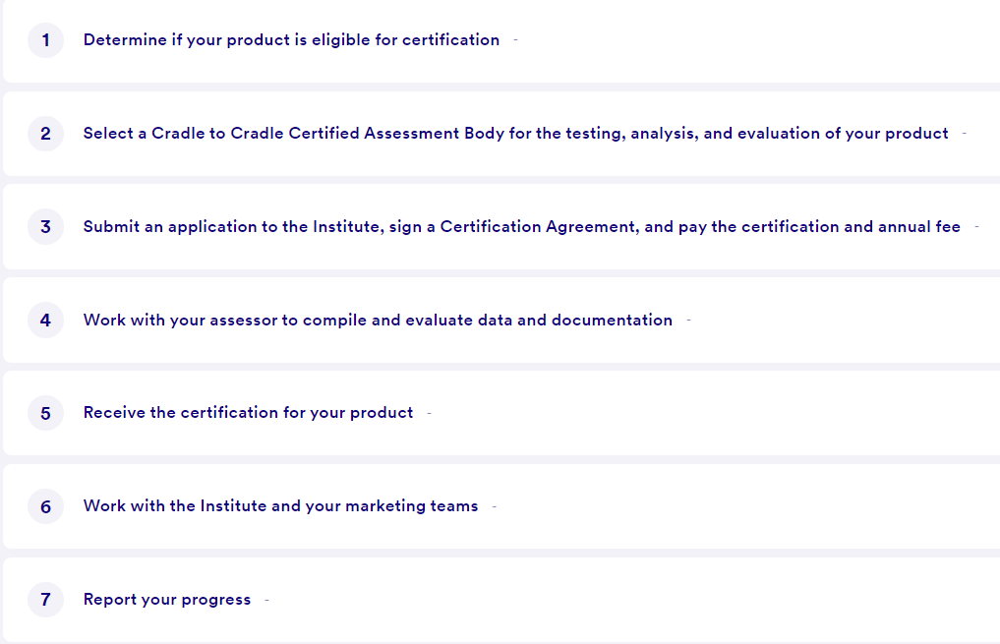 1 Determine if your product is eligible for certification -
2 Select a Cradle to Cradle Certified Assessment Body for the testing, analysis, and evaluation of your product -
3 Submit an application to the Institute, sign a Certification Agreement, and pay the certification and annual fee -
4 Work with your assessor to compile and evaluate data and documentation -
5 Receive the certification for your product -
6 Work with the Institute and your marketing teams -
7 Report your progress -